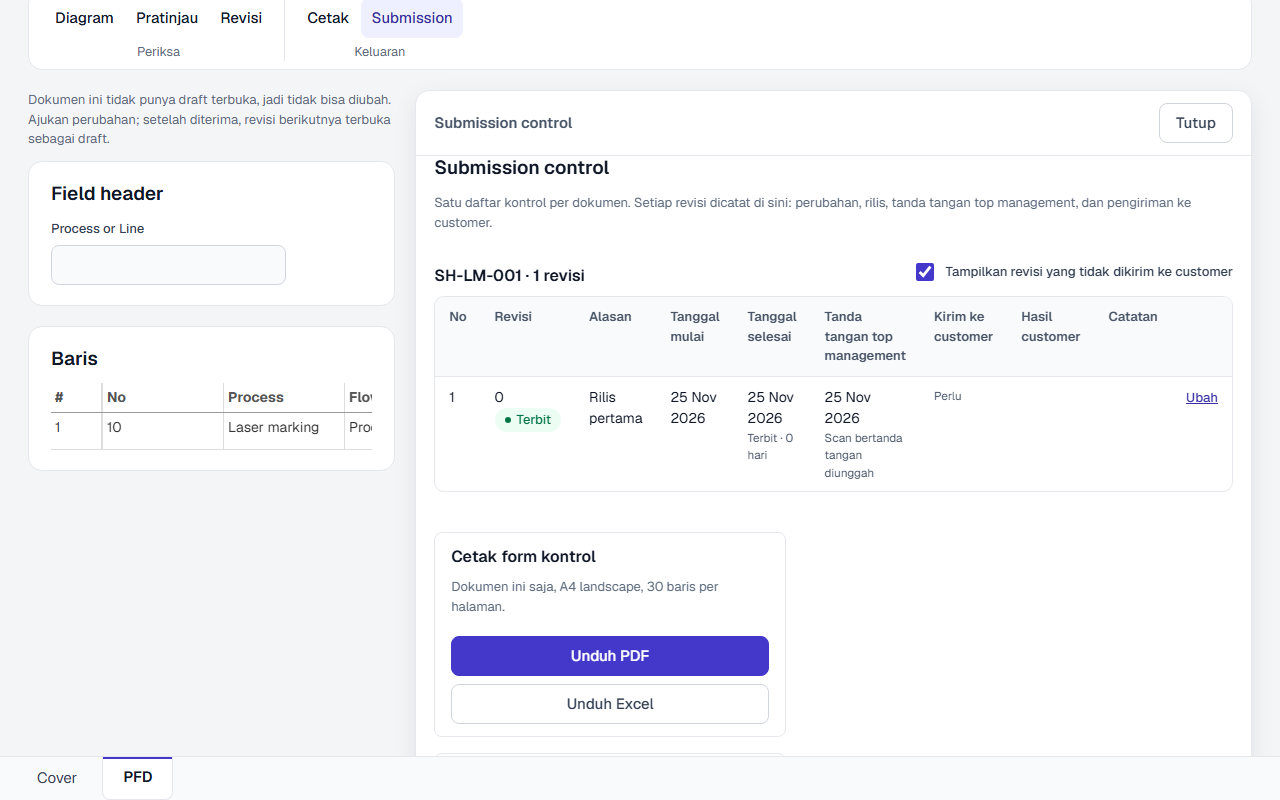 Diagram Pratinjau Revisi Cetak Submission
Periksa Keluaran
Dokumen ini tidak punya draft terbuka, jadi tidak bisa diubah.
Ajukan perubahan; setelah diterima, revisi berikutnya terbuka
sebagai draft.
Field header
Process or Line
Baris
# No Process Flov
1 10 Laser marking Proc
Submission control Tutup
Submission control
Satu daftar kontrol per dokumen. Setiap revisi dicatat di sini: perubahan, rilis, tanda tangan top management, dan pengiriman ke
customer.
SH-LM-001 · 1 revisi Tampilkan revisi yang tidak dikirim ke customer
No Revisi Alasan Tanggal mulai Tanggal selesai Tanda tangan top management Kirim ke customer Hasil customer Catatan
1 0 Rilis pertama 25 Nov 2026 25 Nov 2026 25 Nov 2026 Perlu Ubah
Terbit Terbit · 0 hari Scan bertanda tangan diunggah
Cetak form kontrol
Dokumen ini saja, A4 landscape, 30 baris per
halaman.
Unduh PDF
Unduh Excel
Cover PFD